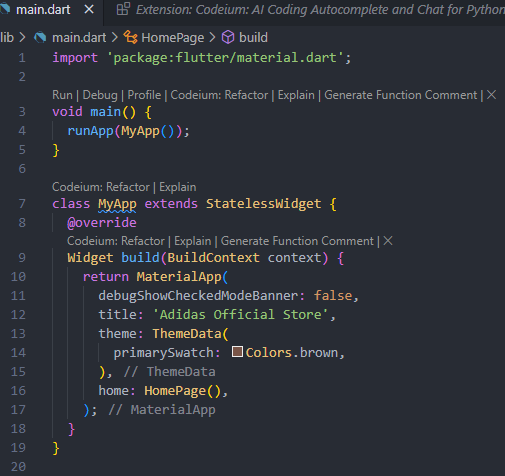 main.dart × Extension: Codeium: AI Coding Autocomplete and Chat for Python
lib > main.dart > HomePage > build
1 import 'package:flutter/material.dart';
2
Run | Debug | Profile | Codeium: Refactor | Explain | Generate Function Comment | ×
3 void main() {
4 runApp(MyApp());
5 }
6
Codeium: Refactor | Explain
7 class MyApp extends StatelessWidget {
8 @override
Codeium: Refactor | Explain | Generate Function Comment | ×
9 Widget build(BuildContext context) {
10 return MaterialApp(
11 debugShowCheckedModeBanner: false,
12 title: 'Adidas Official Store',
13 theme: ThemeData(
14 primarySwatch: Colors.brown,
15 ), // ThemeData
16 home: HomePage(),
17 ); // MaterialApp
18 }
19 }
20